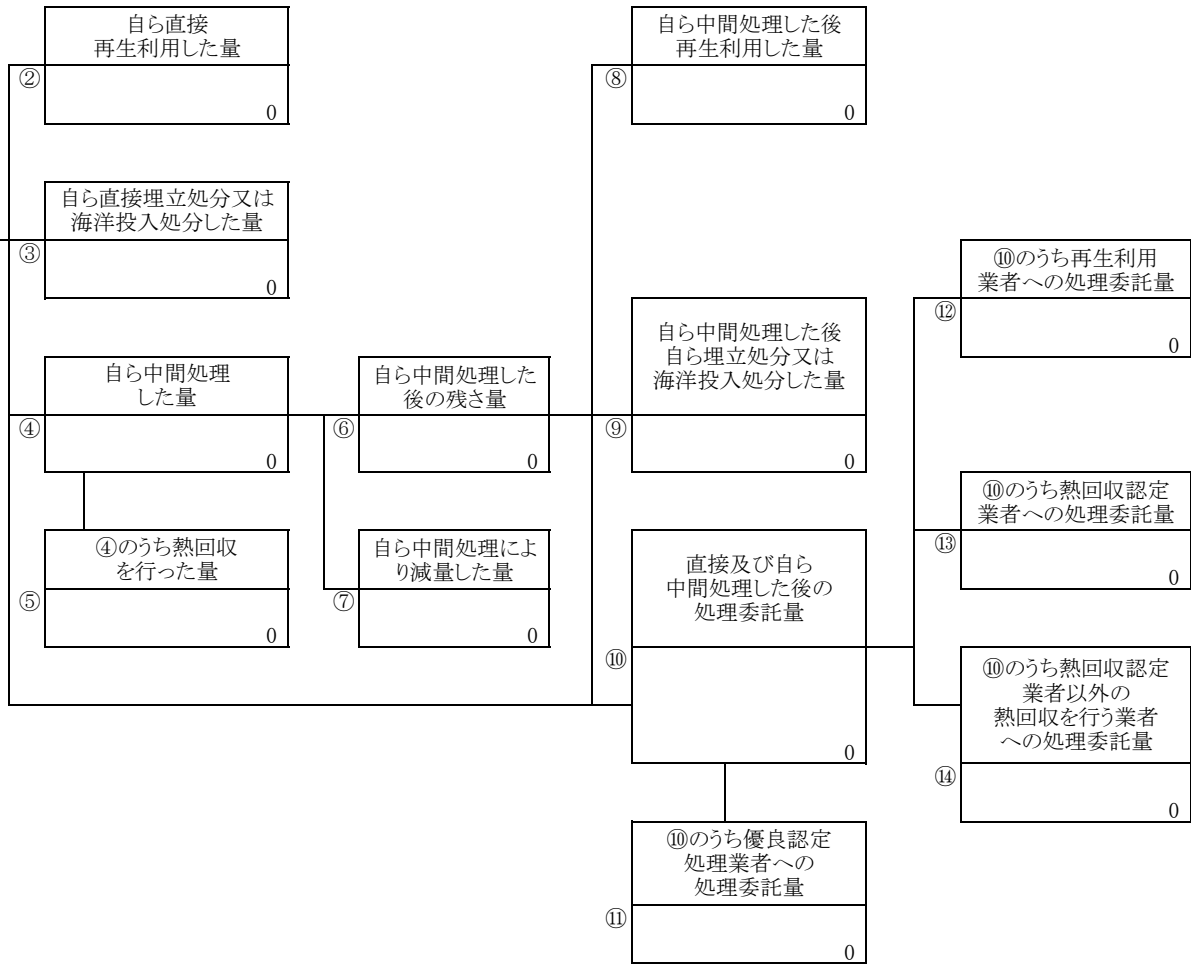 自ら直接
再生利用した量
②
0
自ら直接埋立処分又は
海洋投入処分した量
③
0
自ら中間処理
した量
④
0
④のうち熱回収
を行った量
⑤
0
自ら中間処理した
後の残さ量
⑥
0
自ら中間処理によ
り減量した量
⑦
0
自ら中間処理した後
再生利用した量
⑧
0
自ら中間処理した後
自ら埋立処分又は
海洋投入処分した量
⑨
0
直接及び自ら
中間処理した後の
処理委託量
⑩
0
⑩のうち優良認定
処理業者への
処理委託量
⑪
0
⑩のうち再生利用
業者への処理委託量
⑫
0
⑩のうち熱回収認定
業者への処理委託量
⑬
0
⑩のうち熱回収認定
業者以外の
熱回収を行う業者
への処理委託量
⑭
0